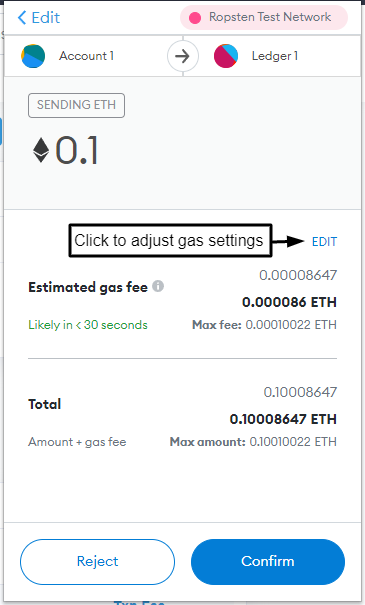 Edit
Ropsten Test Network
Account 1
Ledger 1
SENDING ETH
0.1
Click to adjust gas settings
EDIT
0.00008647
Estimated gas fee
0.000086 ETH
Likely in < 30 seconds
Max fee: 0.00010022 ETH
0.10008647
Total
0.10008647 ETH
Amount + gas fee
Max amount: 0.10010022 ETH
Reject
Confirm
Txn Fee